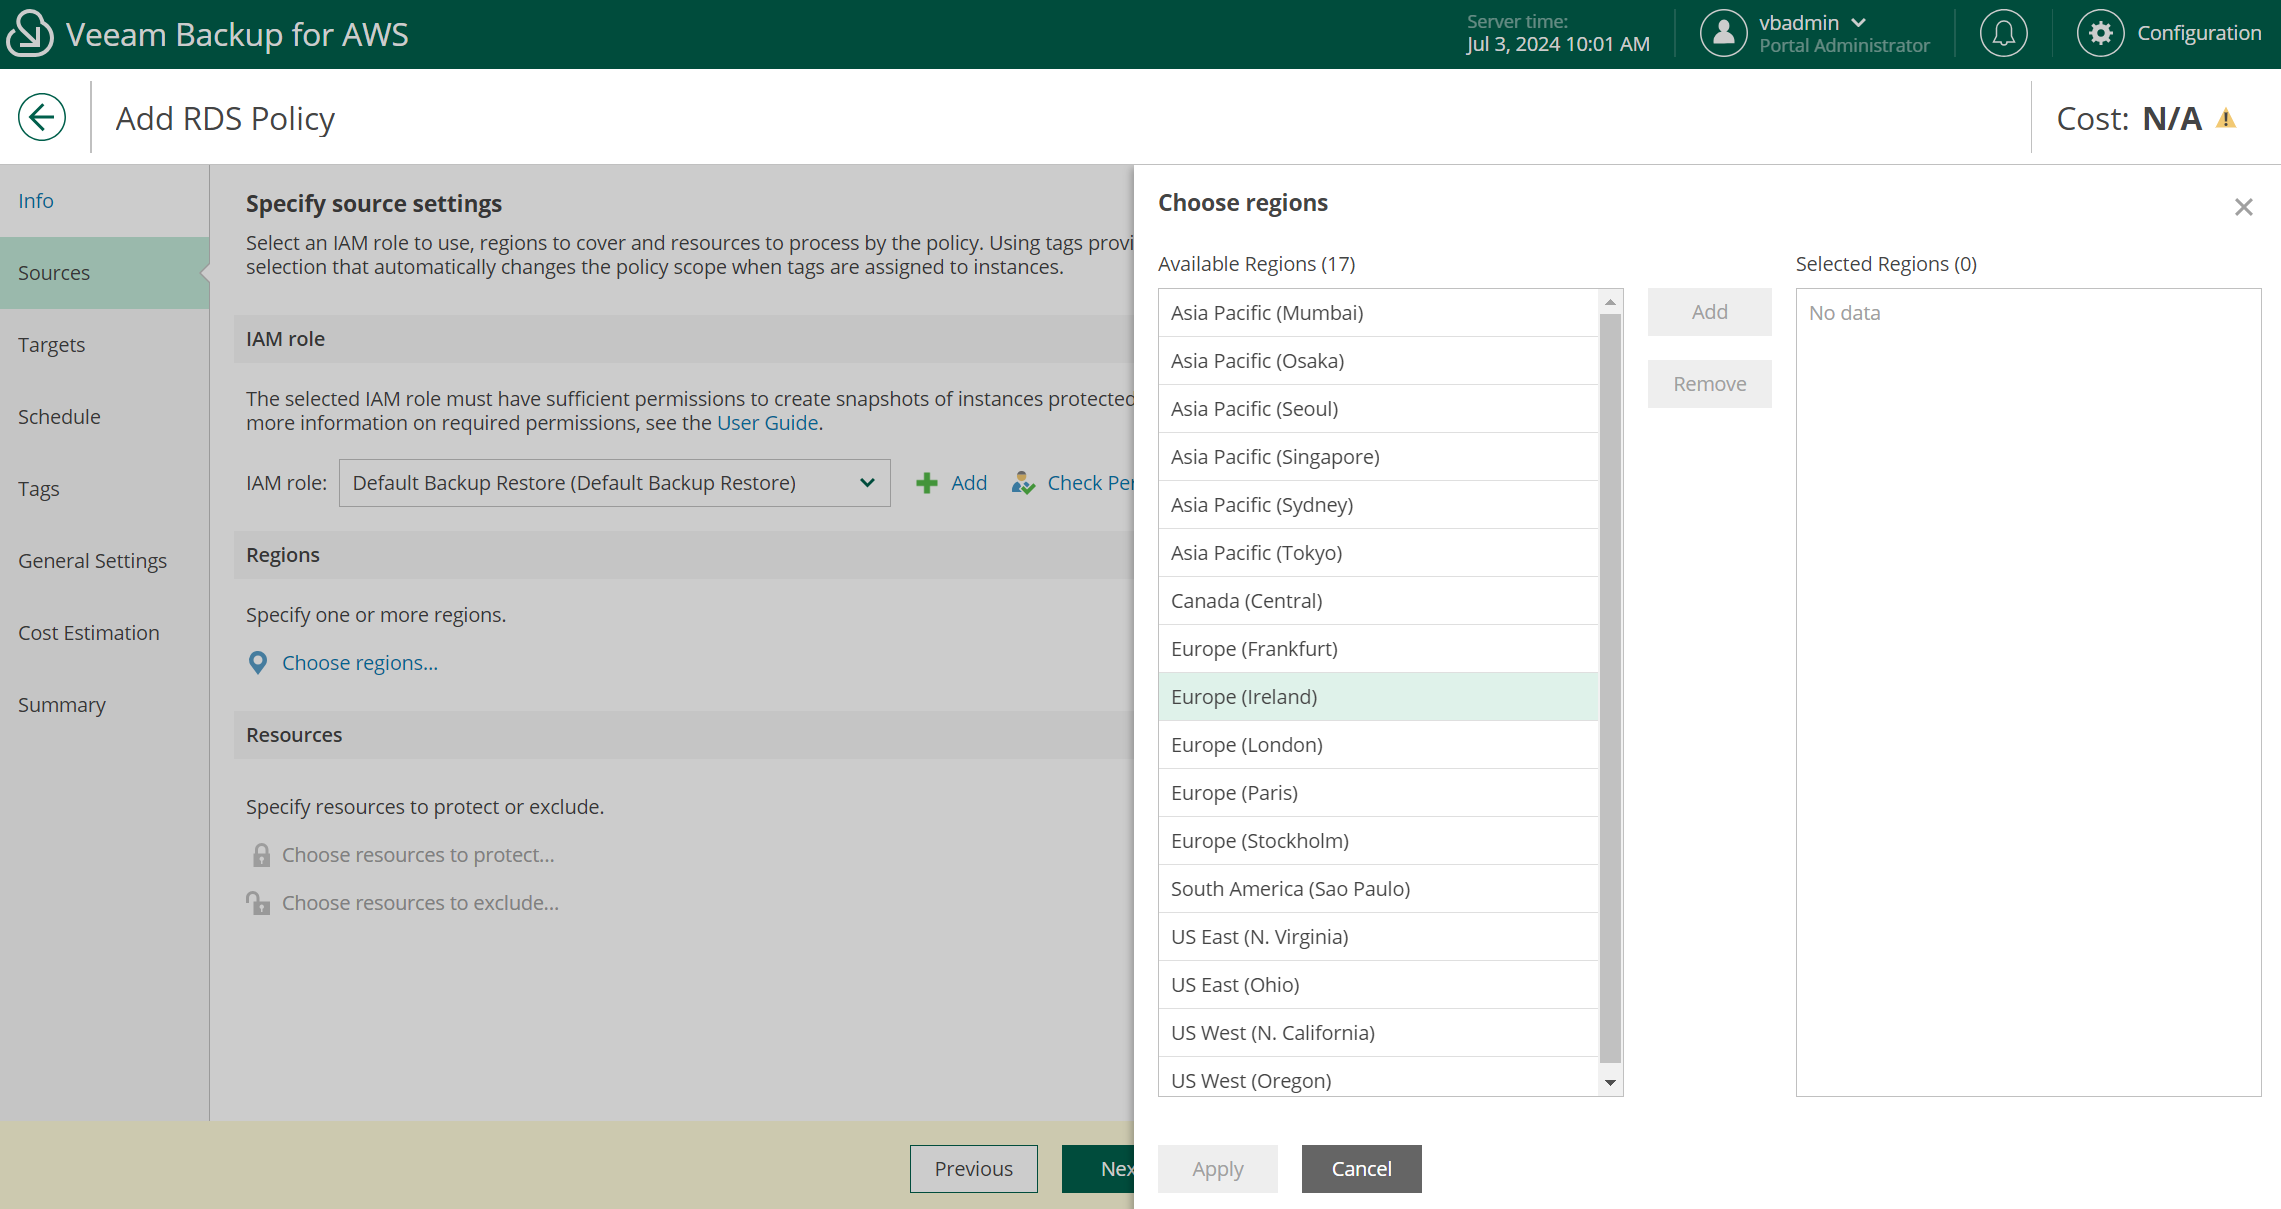 Veeam Backup for AWS
Server time:
Jul 3, 2024 10:01 AM
vbadmin
Portal Administrator
Configuration
Add RDS Policy
Cost: N/A
Info
Sources
Targets
Schedule
Tags
General Settings
Cost Estimation
Summary
Specify source settings
Select an IAM role to use, regions to cover and resources to process by the policy. Using tags provi
selection that automatically changes the policy scope when tags are assigned to instances.
IAM role
The selected IAM role must have sufficient permissions to create snapshots of instances protected
more information on required permissions, see the User Guide.
IAM role: Default Backup Restore (Default Backup Restore) Add Check Per
Regions
Specify one or more regions.
Choose regions...
Resources
Specify resources to protect or exclude.
Choose resources to protect...
Choose resources to exclude...
Previous
Nex
Choose regions
Available Regions (17)
Asia Pacific (Mumbai)
Asia Pacific (Osaka)
Asia Pacific (Seoul)
Asia Pacific (Singapore)
Asia Pacific (Sydney)
Asia Pacific (Tokyo)
Canada (Central)
Europe (Frankfurt)
Europe (Ireland)
Europe (London)
Europe (Paris)
Europe (Stockholm)
South America (Sao Paulo)
US East (N. Virginia)
US East (Ohio)
US West (N. California)
US West (Oregon)
Add
Remove
Selected Regions (0)
No data
Apply
Cancel